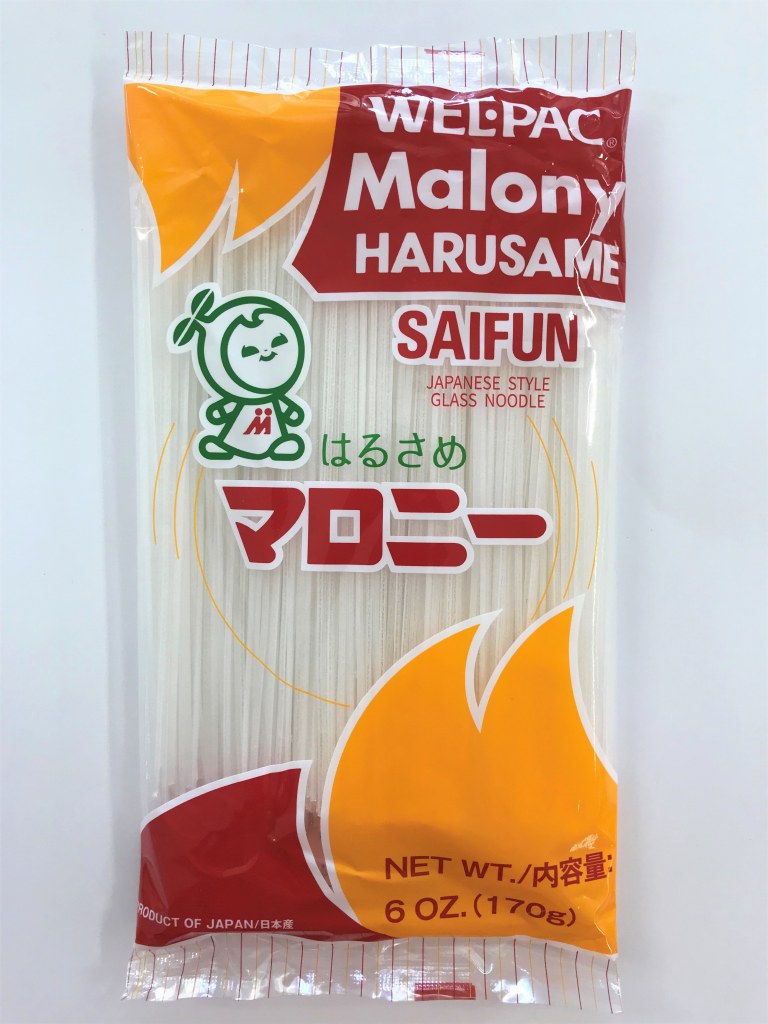 WEL·PAC®
Malony
HARUSAME
SAIFUN
JAPANESE STYLE
GLASS NOODLE
M
はるさめ
マロニー
NET WT./内容量:
6 OZ. (170g)
PRODUCT OF JAPAN/日本産